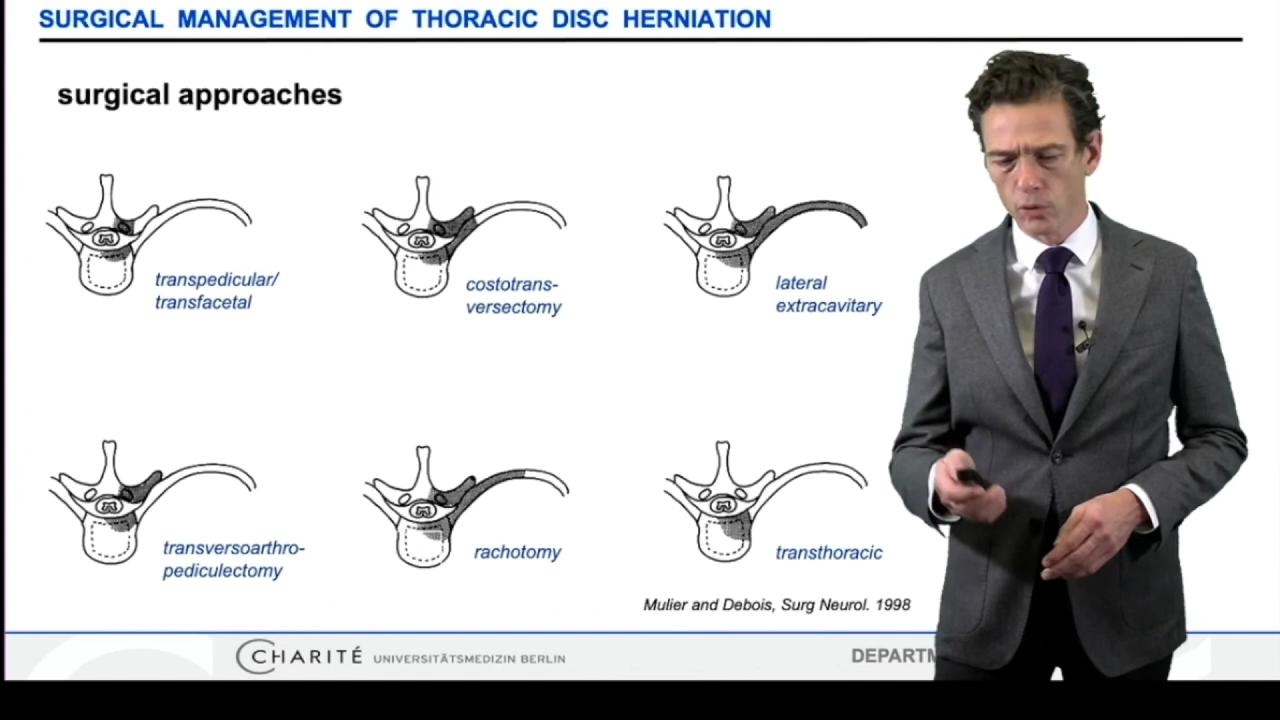 SURGICAL MANAGEMENT OF THORACIC DISC HERNIATION
surgical approaches
transpedicular/
transfacetal
costotrans-
versectomy
lateral
extracavitary
transversoarthro-
pediculectomy
rachotomy
transthoracic
Mulier and Debois, Surg Neurol. 1998
CHARITÉ UNIVERSITÄTSMEDIZIN BERLIN